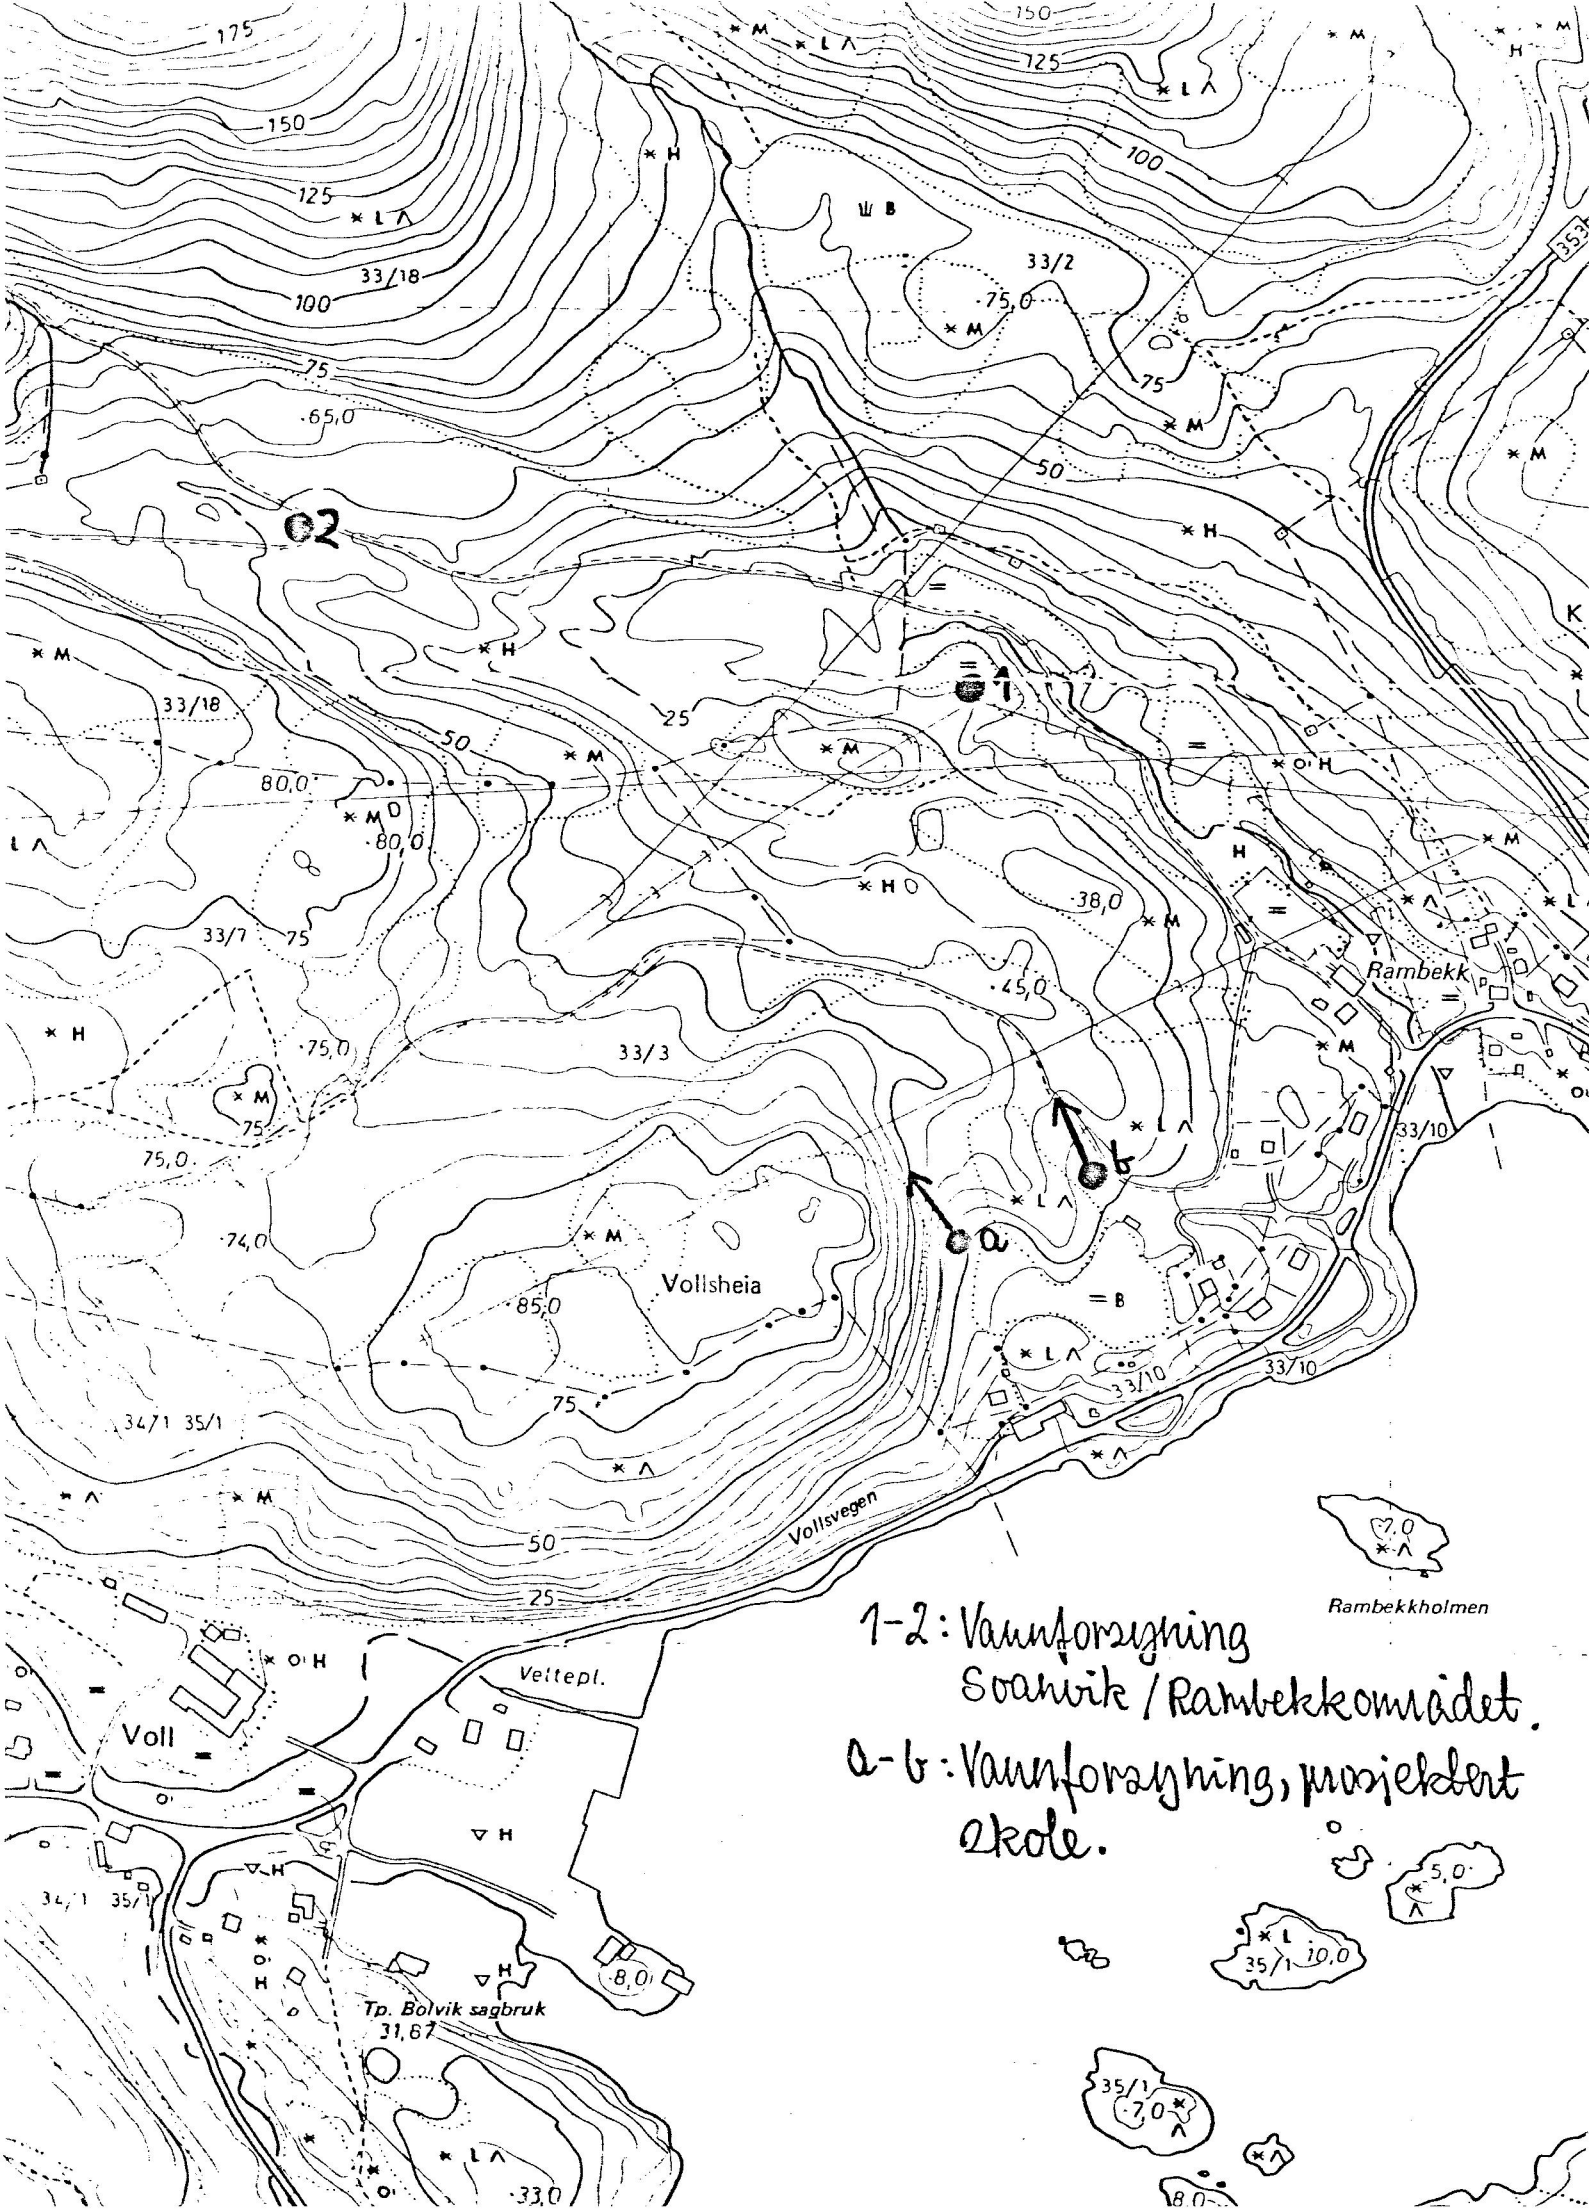 175
150
M
L Λ
M
M
H
125
L Λ
150
H
100
125
L Λ
B
353
33/18
33/2
100
75,0
M
75
75
65,0
M
50
M
2
H
K
M
H
1
33/18
25
50
M
M
O H
80,0
M
80,0
M
L Λ
H
H
38,0
Λ
L
33/7
75
M
Rambekk
45,0
H
75,0
33/3
M
M
75
L Λ
33/10
75,0
b
L Λ
74,0
M
a
Vollsheia
85,0
B
L Λ
33/10
33/10
75
34/1 35/1
Λ
Λ
Λ
M
Vollsvegen
7,0
Λ
50
25
Rambekkholmen
1-2: Vannforsyning
Svanvik / Rambekkområdet.
O H
Veltepl.
Voll
a-b: Vannforsyning, prosjektert
skole.
H
H
5,0
Λ
34/1 35/1
L
35/1 10,0
O
H
H
8,0
Tp. Bolvik sagbruk
31,87
35/1
7,0
Λ
L Λ
Λ
33,0
8,0